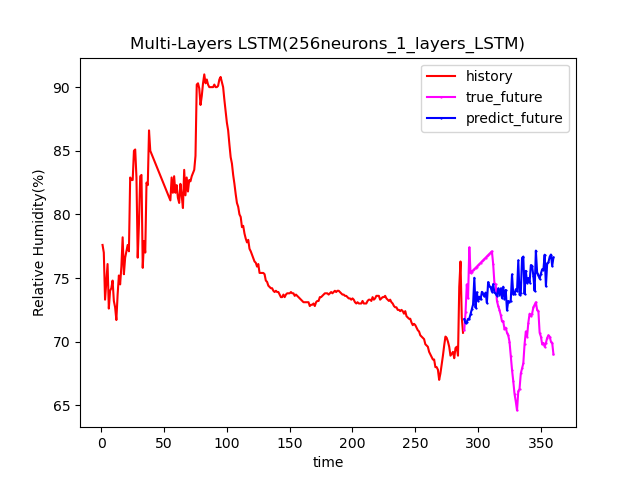 Multi-Layers LSTM(256neurons_1_layers_LSTM)
history
true_future
predict_future
Relative Humidity(%)
90
85
80
75
70
65
0 50 100 150 200 250 300 350
time